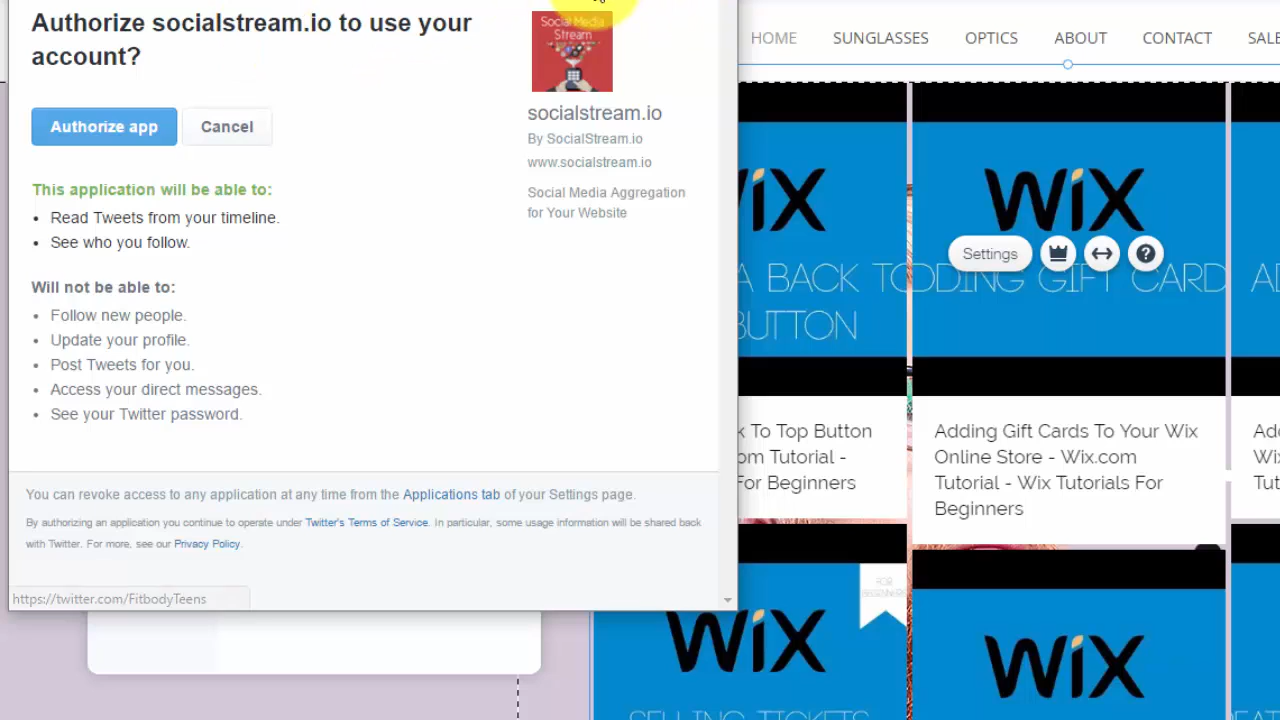 Authorize socialstream.io to use your
account?
Authorize app
Cancel
This application will be able to:
• Read Tweets from your timeline.
• See who you follow.
Will not be able to:
• Follow new people.
• Update your profile.
• Post Tweets for you.
• Access your direct messages.
• See your Twitter password.
Social Media
Stream
socialstream.io
By SocialStream.io
www.socialstream.io
Social Media Aggregation
for Your Website
You can revoke access to any application at any time from the Applications tab of your Settings page.
By authorizing an application you continue to operate under Twitter's Terms of Service. In particular, some usage information will be shared back
with Twitter. For more, see our Privacy Policy.
https://twitter.com/FitbodyTeens
HOME
SUNGLASSES
OPTICS
ABOUT
CONTACT
SALE
WiX
A BACK TO
BUTTON
k To Top Button
om Tutorial -
For Beginners
WiX
Settings
?
DDING GIFT CARD
Adding Gift Cards To Your Wix
Online Store - Wix.com
Tutorial - Wix Tutorials For
Beginners
WiX
SELLING TICKETS
WiX